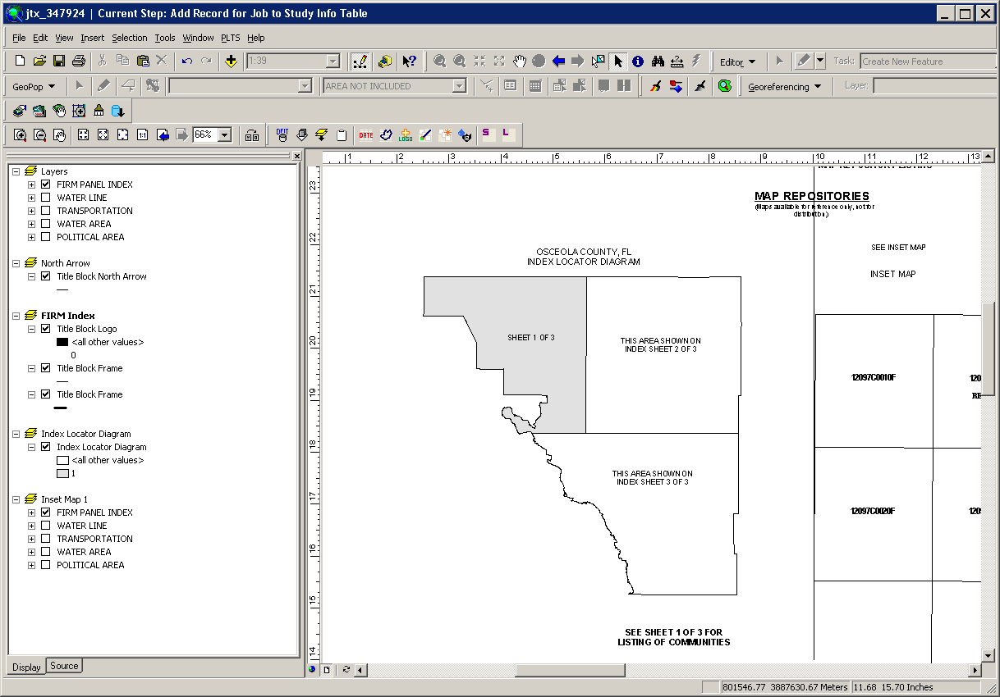 jtx_347924 | Current Step: Add Record for Job to Study Info Table
File Edit View Insert Selection Tools Window PLTS Help
1:39 Editor Task: Create New Feature
GeoPop AREA NOT INCLUDED Georeferencing Layer:
1:1 66% DFIT DATE LOGO S L
Layers
FIRM PANEL INDEX
WATER LINE
TRANSPORTATION
WATER AREA
POLITICAL AREA
North Arrow
Title Block North Arrow
FIRM Index
Title Block Logo
<all other values>
0
Title Block Frame
Title Block Frame
Index Locator Diagram
Index Locator Diagram
<all other values>
1
Inset Map 1
FIRM PANEL INDEX
WATER LINE
TRANSPORTATION
WATER AREA
POLITICAL AREA
Display Source
1 2 3 4 5 6 7 8 9 10 11 12 13
23
22
21
20
19
18
17
16
15
14
MAP REPOSITORY LISTING
MAP REPOSITORIES
(Maps available for reference only, not for
distribution.)
OSCEOLA COUNTY, FL
INDEX LOCATOR DIAGRAM
SEE INSET MAP
INSET MAP
SHEET 1 OF 3
THIS AREA SHOWN ON
INDEX SHEET 2 OF 3
12097C0010F
120
RE
THIS AREA SHOWN ON
INDEX SHEET 3 OF 3
12097C0020F
120
SEE SHEET 1 OF 3 FOR
LISTING OF COMMUNITIES
801546.77 3887630.67 Meters
11.68 15.70 Inches